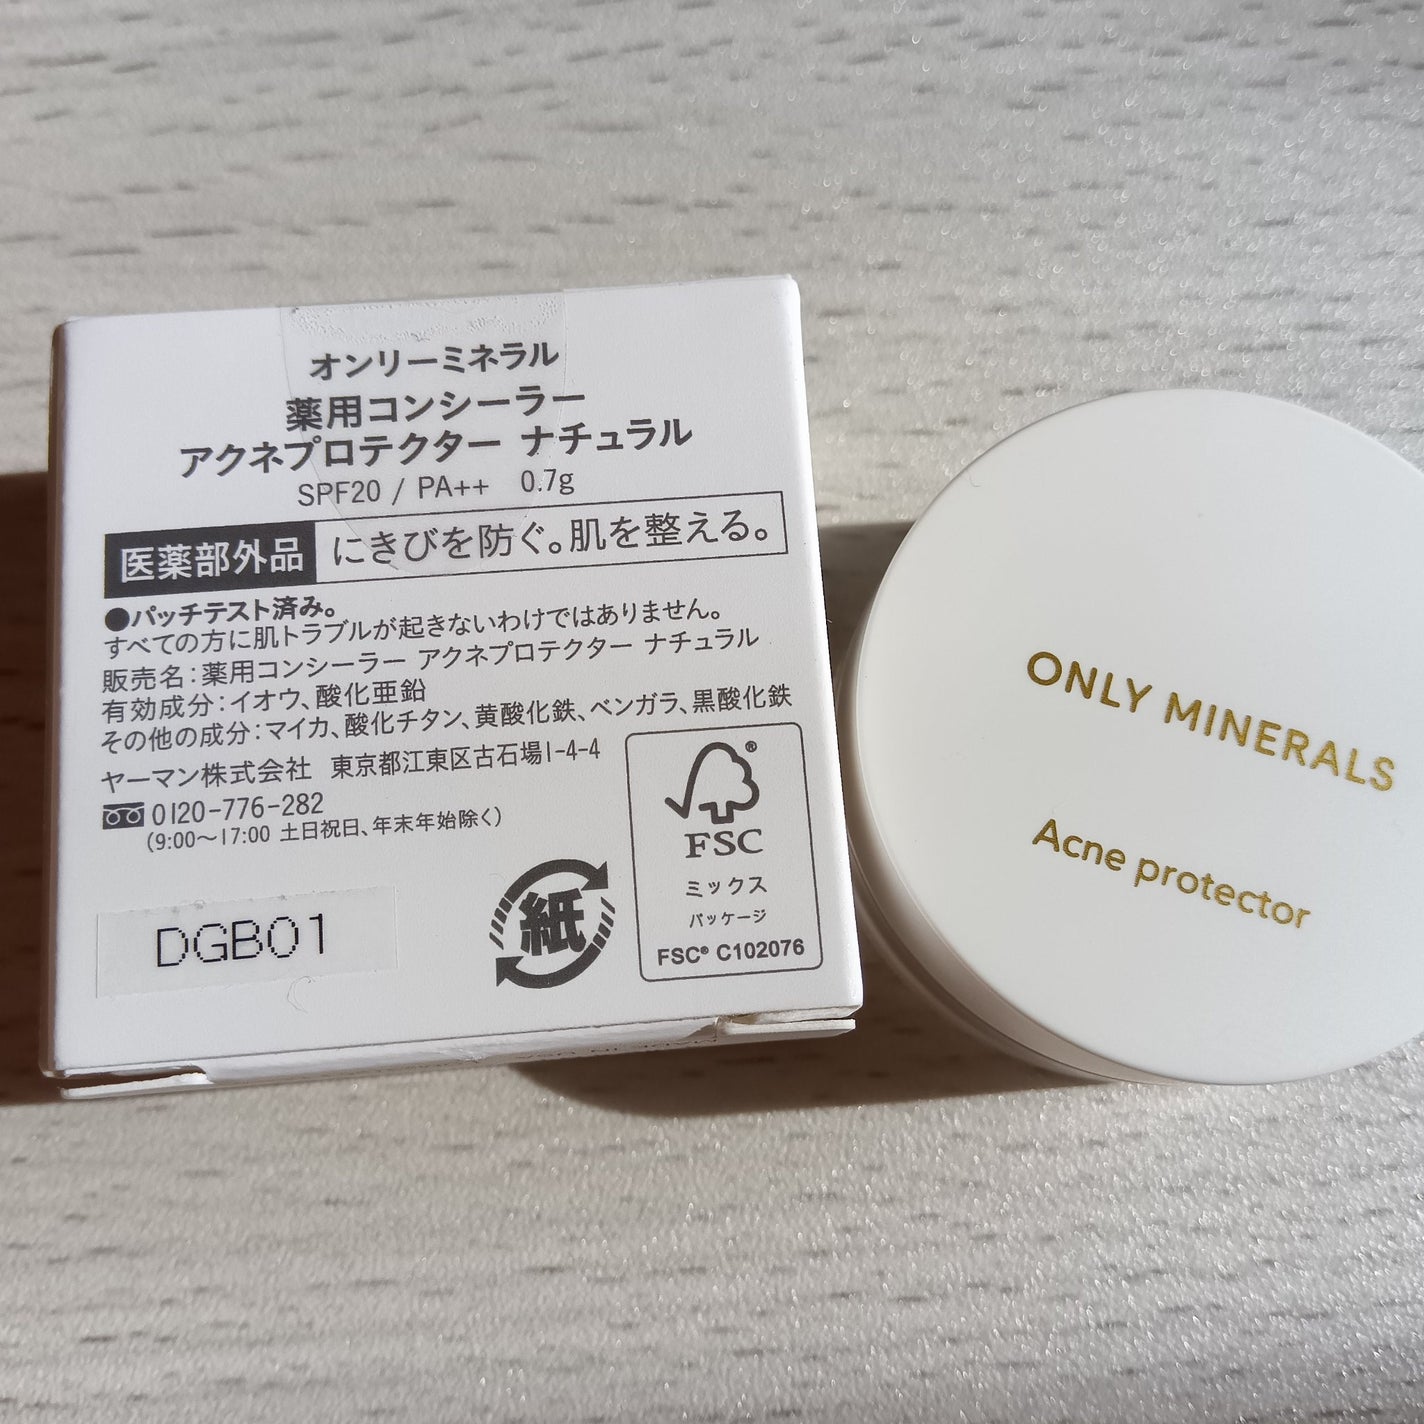 オンリーミネラル
薬用コンシーラー
アクネプロテクター ナチュラル
SPF20 / PA++ 0.7g
医薬部外品 にきびを防ぐ。肌を整える。
●パッチテスト済み。
すべての方に肌トラブルが起きないわけではありません。
販売名:薬用コンシーラー アクネプロテクター ナチュラル
有効成分:イオウ、酸化亜鉛
その他の成分:マイカ、酸化チタン、黄酸化鉄、ベンガラ、黒酸化鉄
ヤーマン株式会社 東京都江東区古石場1-4-4
0120-776-282
(9:00～17:00 土日祝日、年末年始除く)
DGB01
紙
®
FSC
ミックス
パッケージ
FSC® C102076
ONLY MINERALS
Acne protector